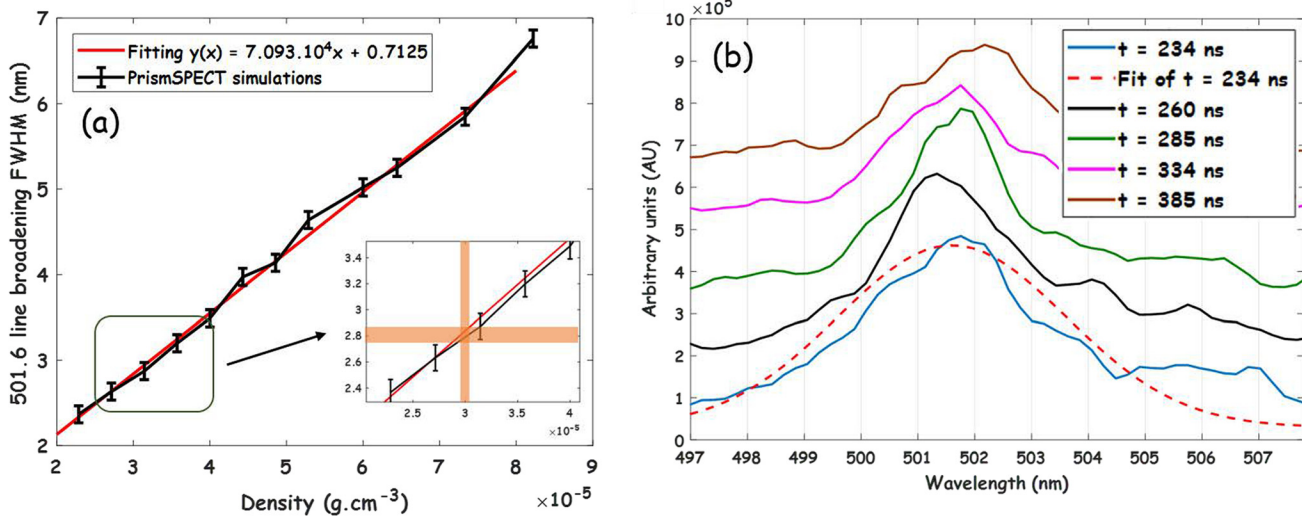 (a)
Fitting y(x) = 7.093.10⁴x + 0.7125
PrismSPECT simulations
501.6 line broadening FWHM (nm)
7
6
5
4
3
2
2 3 4 5 6 7 8 9
×10⁻⁵
Density (g.cm⁻³)
3.4
3.2
3
2.8
2.6
2.4
2.5 3 3.5 4
×10⁻⁵
(b)
×10⁵
t = 234 ns
Fit of t = 234 ns
t = 260 ns
t = 285 ns
t = 334 ns
t = 385 ns
Arbitrary units (AU)
10
9
8
7
6
5
4
3
2
1
0
497 498 499 500 501 502 503 504 505 506 507
Wavelength (nm)